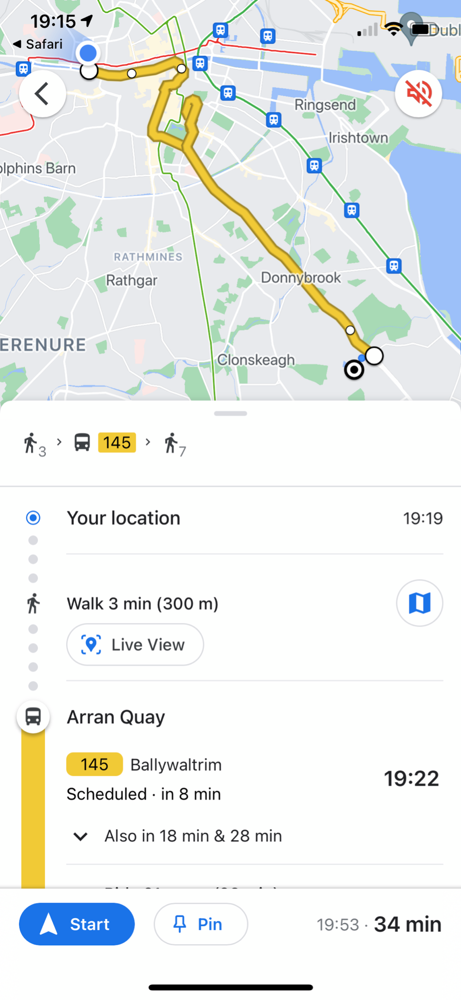 19:15
Safari
Dubl
Ringsend
Irishtown
olphins Barn
RATHMINES
Rathgar
Donnybrook
ERENURE
Clonskeagh
3 145 7
Your location 19:19
Walk 3 min (300 m)
Live View
Arran Quay
145 Ballywaltrim
19:22
Scheduled · in 8 min
Also in 18 min & 28 min
Start Pin 19:53 · 34 min